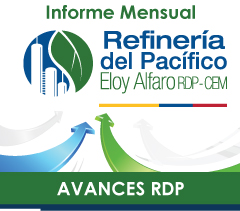 Informe Mensual
Refinería
del Pacífico
Eloy Alfaro RDP-CEM
AVANCES RDP